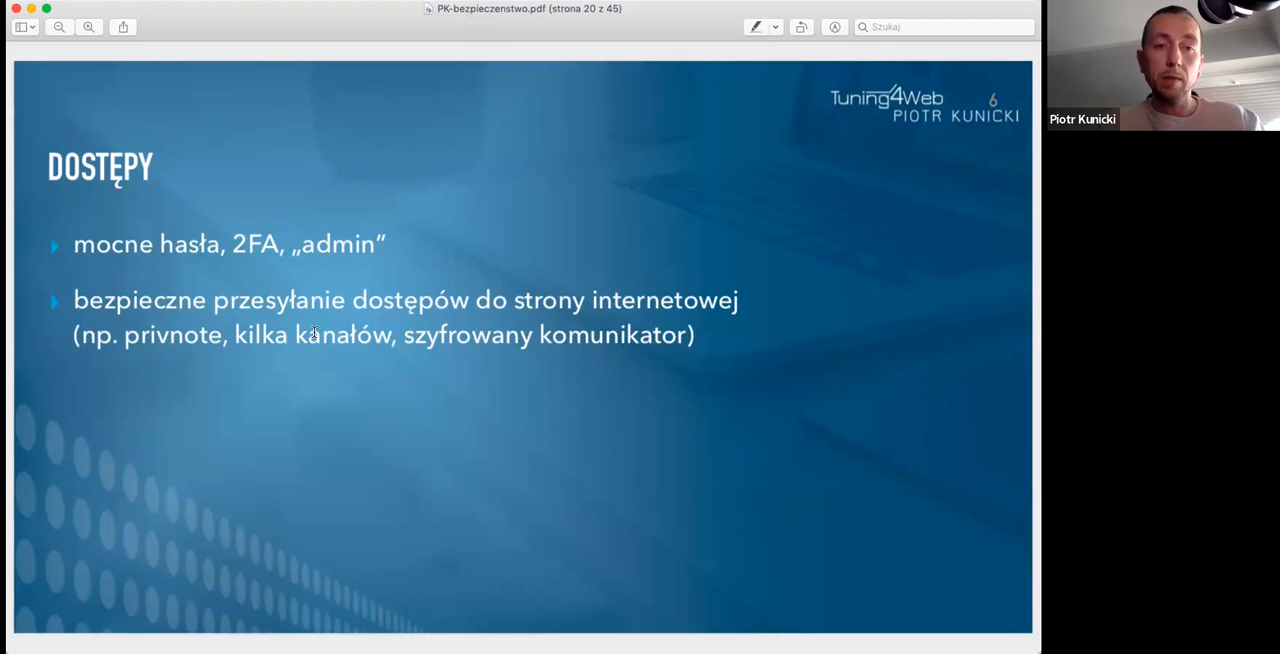 PK-bezpieczenstwo.pdf (strona 20 z 45)
Szukaj
Tuning4Web
6
PIOTR KUNICKI
DOSTĘPY
mocne hasła, 2FA, „admin”
bezpieczne przesyłanie dostępów do strony internetowej
(np. privnote, kilka kanałów, szyfrowany komunikator)
Piotr Kunicki